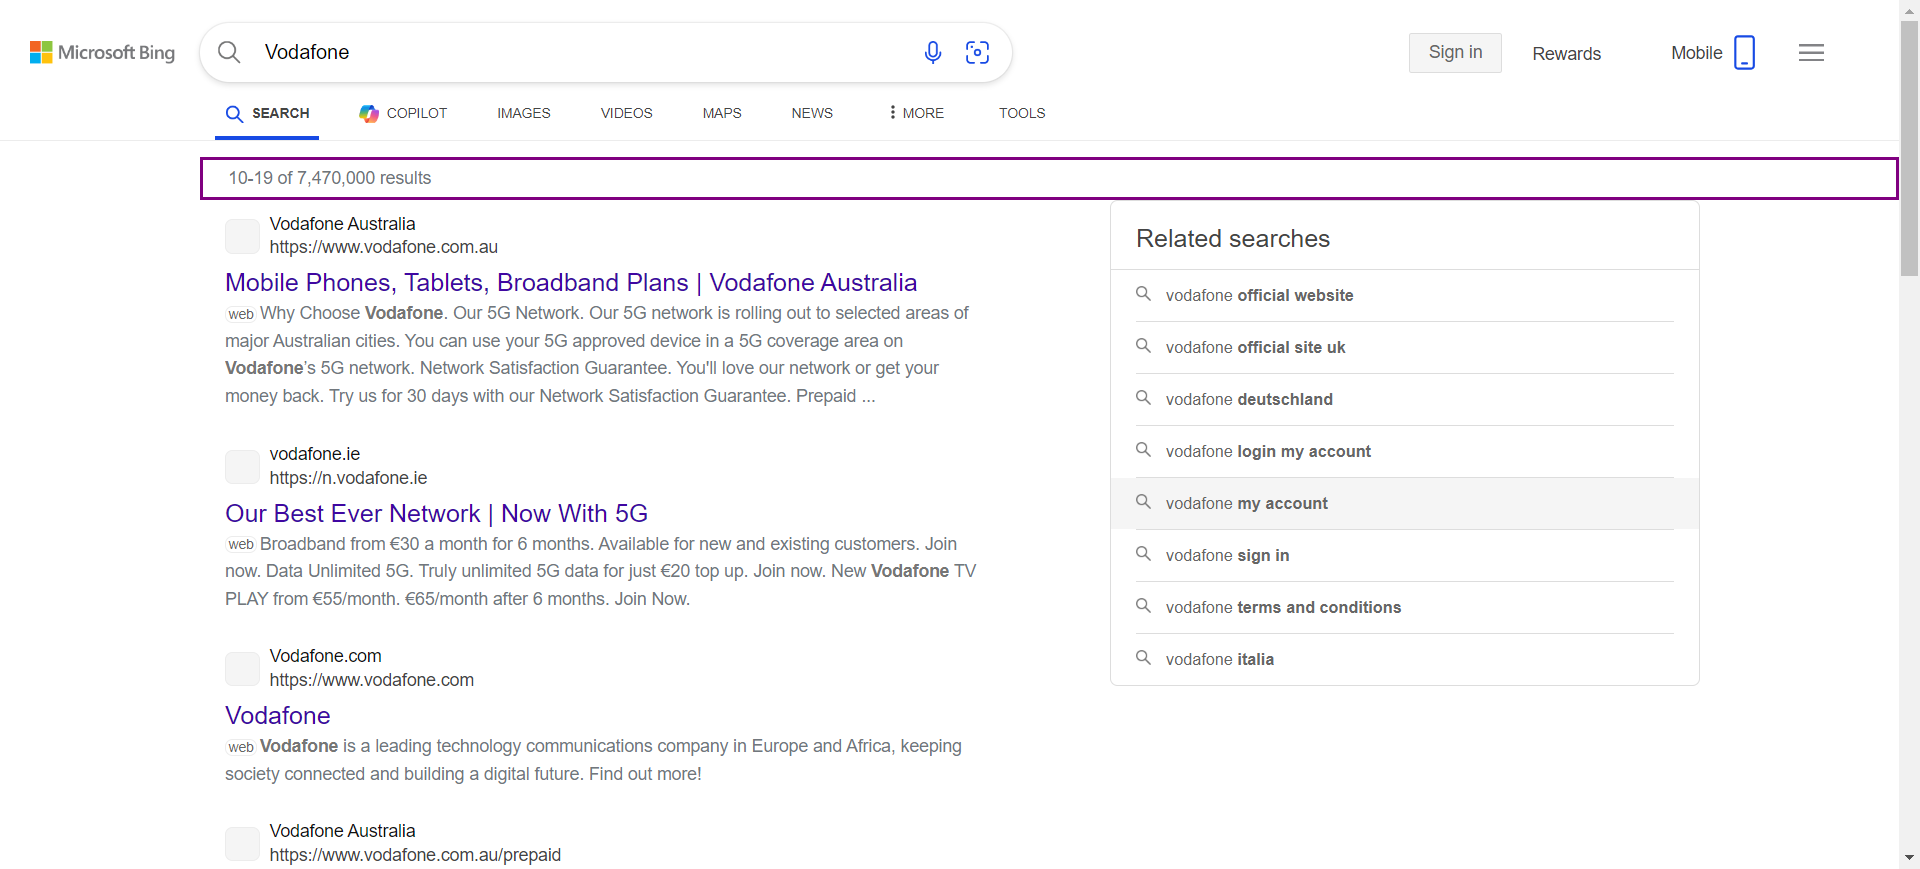 Microsoft Bing
Vodafone
Sign in
Rewards
Mobile
SEARCH
COPILOT
IMAGES
VIDEOS
MAPS
NEWS
MORE
TOOLS
10-19 of 7,470,000 results
Vodafone Australia
https://www.vodafone.com.au
Mobile Phones, Tablets, Broadband Plans | Vodafone Australia
web Why Choose Vodafone. Our 5G Network. Our 5G network is rolling out to selected areas of
major Australian cities. You can use your 5G approved device in a 5G coverage area on
Vodafone's 5G network. Network Satisfaction Guarantee. You'll love our network or get your
money back. Try us for 30 days with our Network Satisfaction Guarantee. Prepaid ...
vodafone.ie
https://n.vodafone.ie
Our Best Ever Network | Now With 5G
web Broadband from €30 a month for 6 months. Available for new and existing customers. Join
now. Data Unlimited 5G. Truly unlimited 5G data for just €20 top up. Join now. New Vodafone TV
PLAY from €55/month. €65/month after 6 months. Join Now.
Vodafone.com
https://www.vodafone.com
Vodafone
web Vodafone is a leading technology communications company in Europe and Africa, keeping
society connected and building a digital future. Find out more!
Vodafone Australia
https://www.vodafone.com.au/prepaid
Related searches
vodafone official website
vodafone official site uk
vodafone deutschland
vodafone login my account
vodafone my account
vodafone sign in
vodafone terms and conditions
vodafone italia